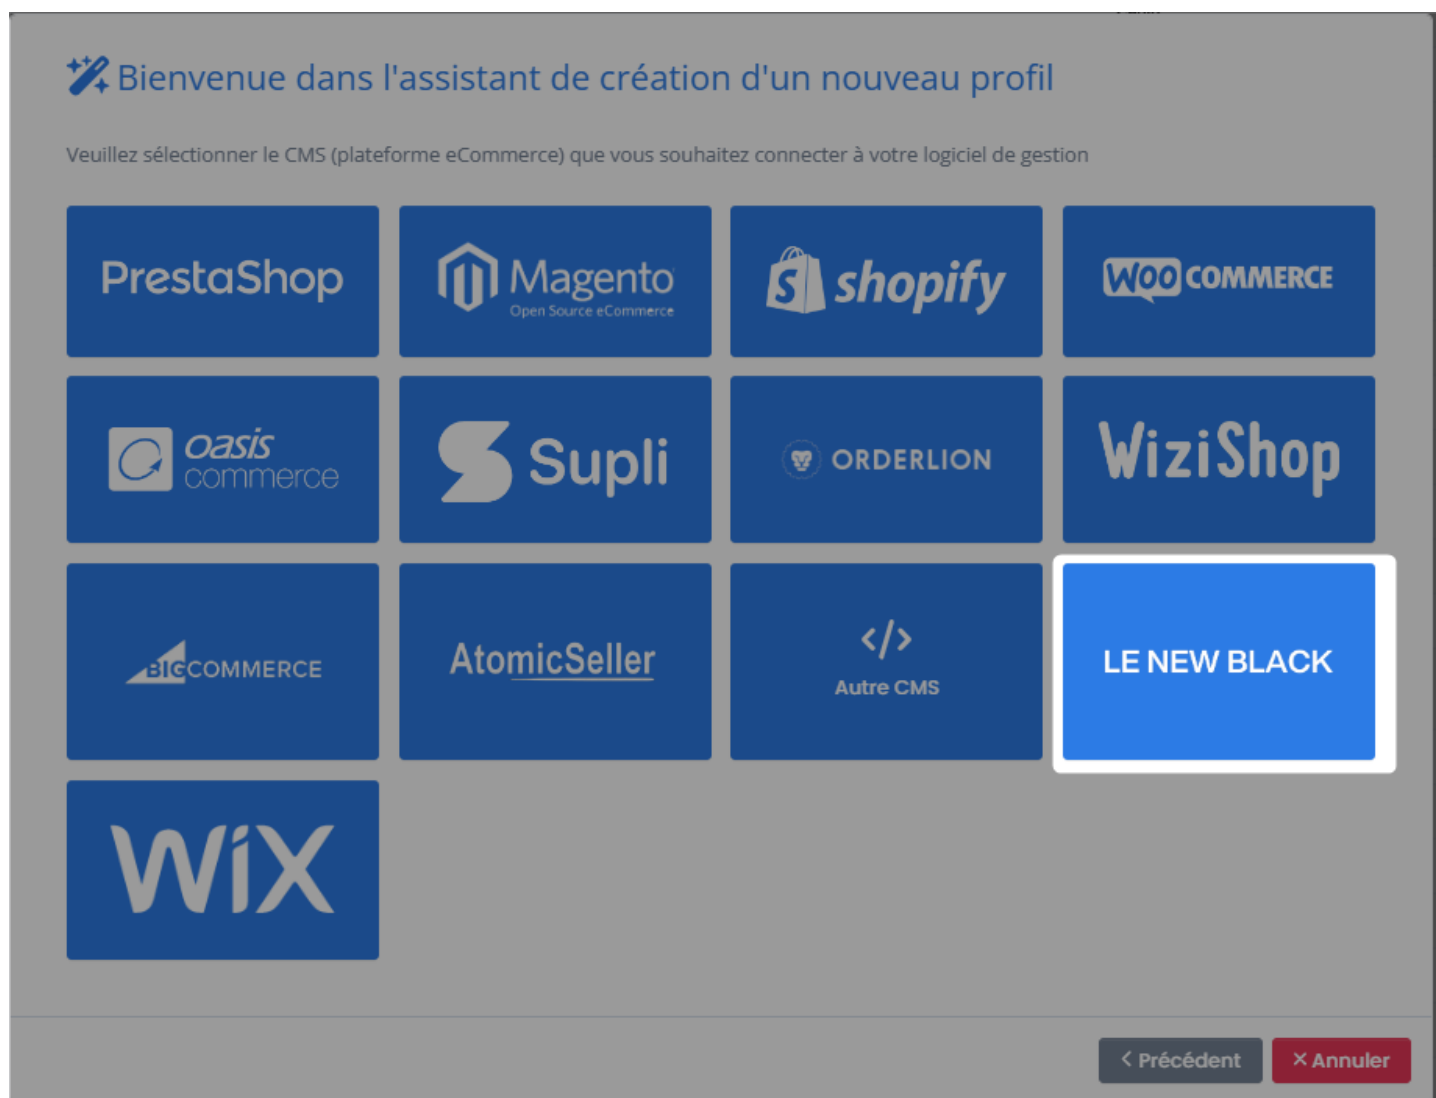 Bienvenue dans l'assistant de création d'un nouveau profil
Veuillez sélectionner le CMS (plateforme eCommerce) que vous souhaitez connecter à votre logiciel de gestion
PrestaShop
Magento
Open Source eCommerce
shopify
WOO COMMERCE
oasis
commerce
Supli
ORDERLION
WiziShop
BIGCOMMERCE
AtomicSeller
</>
Autre CMS
LE NEW BLACK
WiX
< Précédent
× Annuler